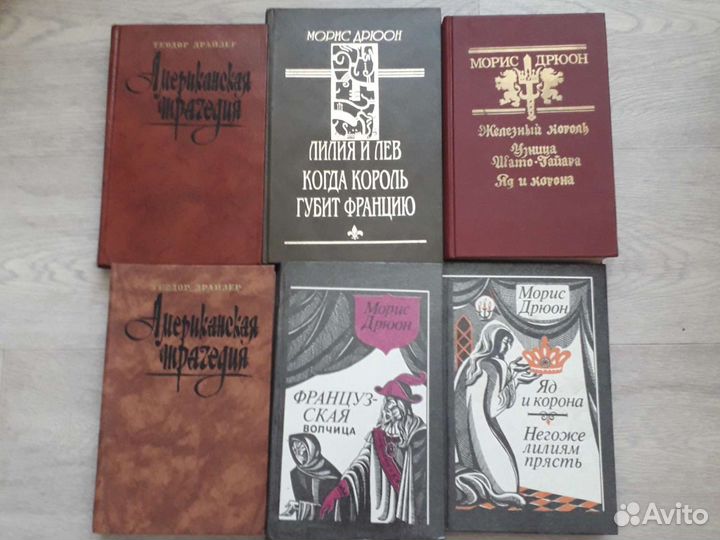 ТЕОДОР ДРАЙЗЕР
Американская
трагедия
МОРИС ДРЮОН
ЛИЛИЯ И ЛЕВ
КОГДА КОРОЛЬ
ГУБИТ ФРАНЦИЮ
МОРИС ДРЮОН
Железный король
Узница
Шато-Гайара
Яд и корона
ТЕОДОР ДРАЙЗЕР
Американская
трагедия
Морис
Дрюон
ФРАНЦУЗ-
СКАЯ
ВОЛЧИЦА
Морис
Дрюон
Яд
и корона
Негоже
лилиям
прясть
Avito